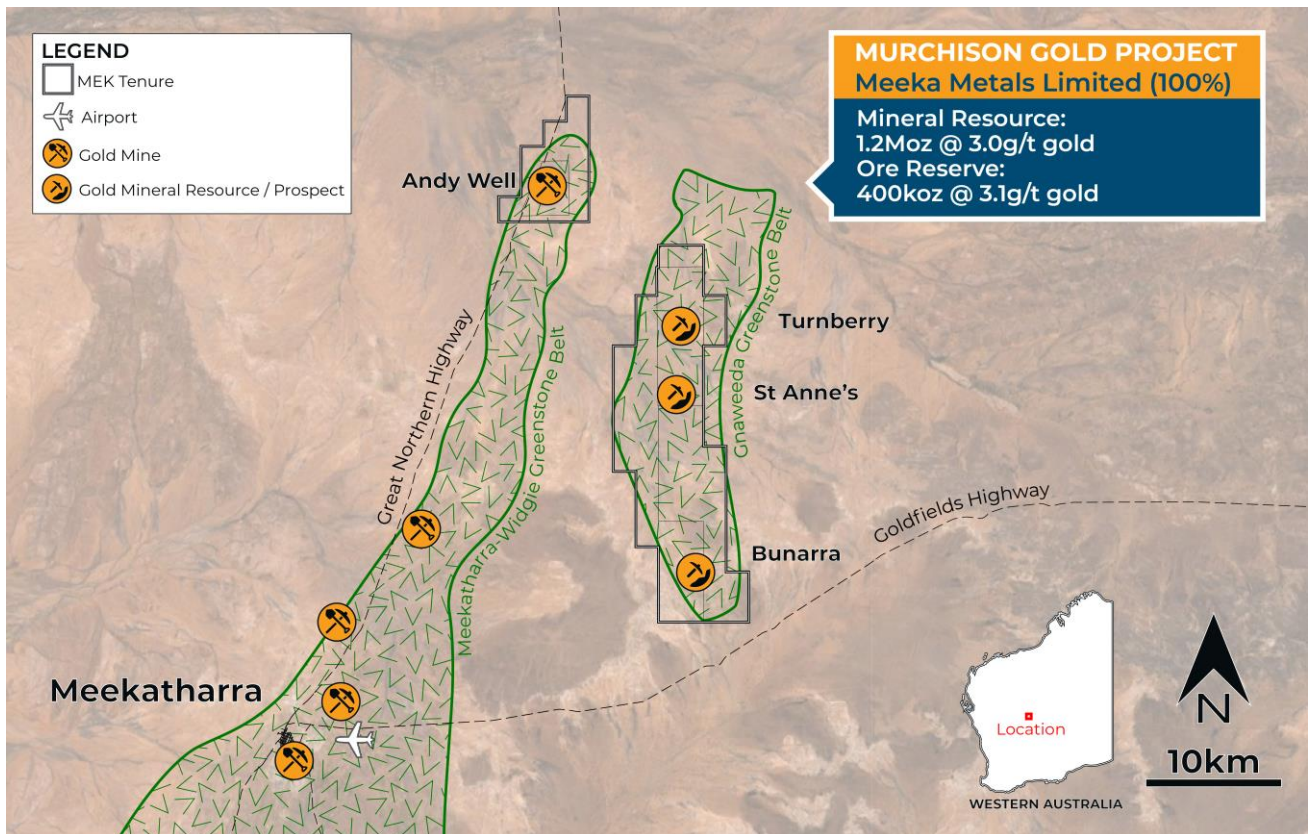 LEGEND
MEK Tenure
Airport
Gold Mine
Gold Mineral Resource / Prospect
MURCHISON GOLD PROJECT
Meeka Metals Limited (100%)
Mineral Resource:
1.2Moz @ 3.0g/t gold
Ore Reserve:
400koz @ 3.1g/t gold
Andy Well
Great Northern Highway
Meekatharra-Widgie Greenstone Belt
Gnaweeda Greenstone Belt
Turnberry
St Anne's
Bunarra
Goldfields Highway
Meekatharra
Location
WESTERN AUSTRALIA
N
10km